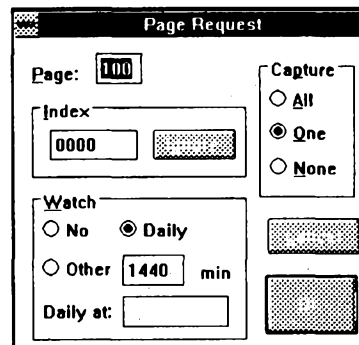 Page Request
Page: 100
Index
0000
Capture
All
One
None
Watch
No Daily
Other 1440 min
Daily at: